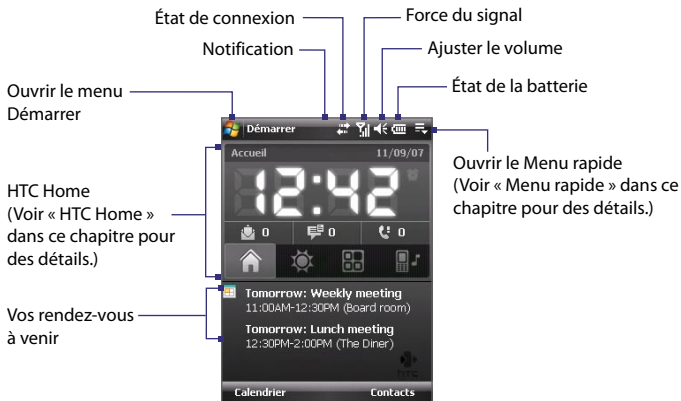 État de connexion
Force du signal
Notification
Ajuster le volume
État de la batterie
Ouvrir le menu
Démarrer
Démarrer
Ouvrir le Menu rapide
(Voir « Menu rapide » dans ce
chapitre pour des détails.)
Accueil 11/09/07
12:42
HTC Home
(Voir « HTC Home »
dans ce chapitre pour
des détails.)
0 0 0
Vos rendez-vous
à venir
Tomorrow: Weekly meeting
11:00AM-12:30PM (Board room)
Tomorrow: Lunch meeting
12:30PM-2:00PM (The Diner)
hTC
Calendrier Contacts